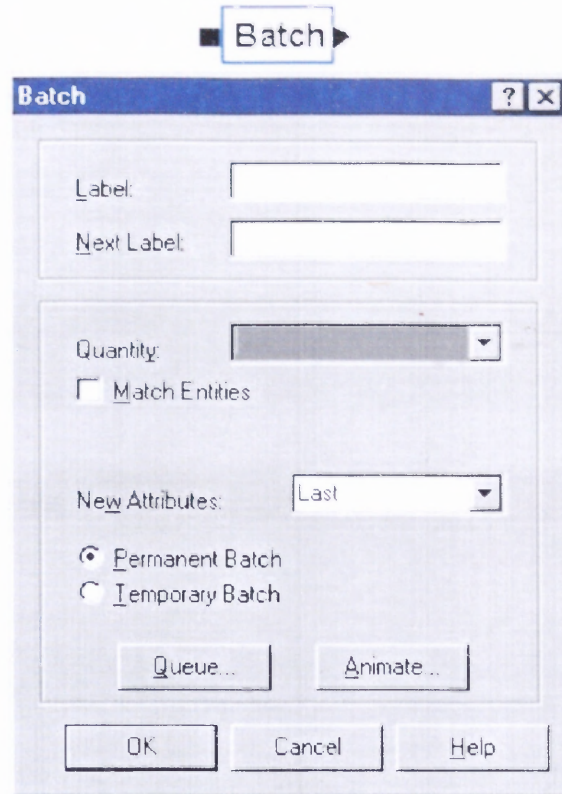 Batch
Batch
Label:
Next Label:
Quantity:
Match Entities
New Attributes: Last
Permanent Batch
Temporary Batch
Queue... Animate...
OK Cancel Help